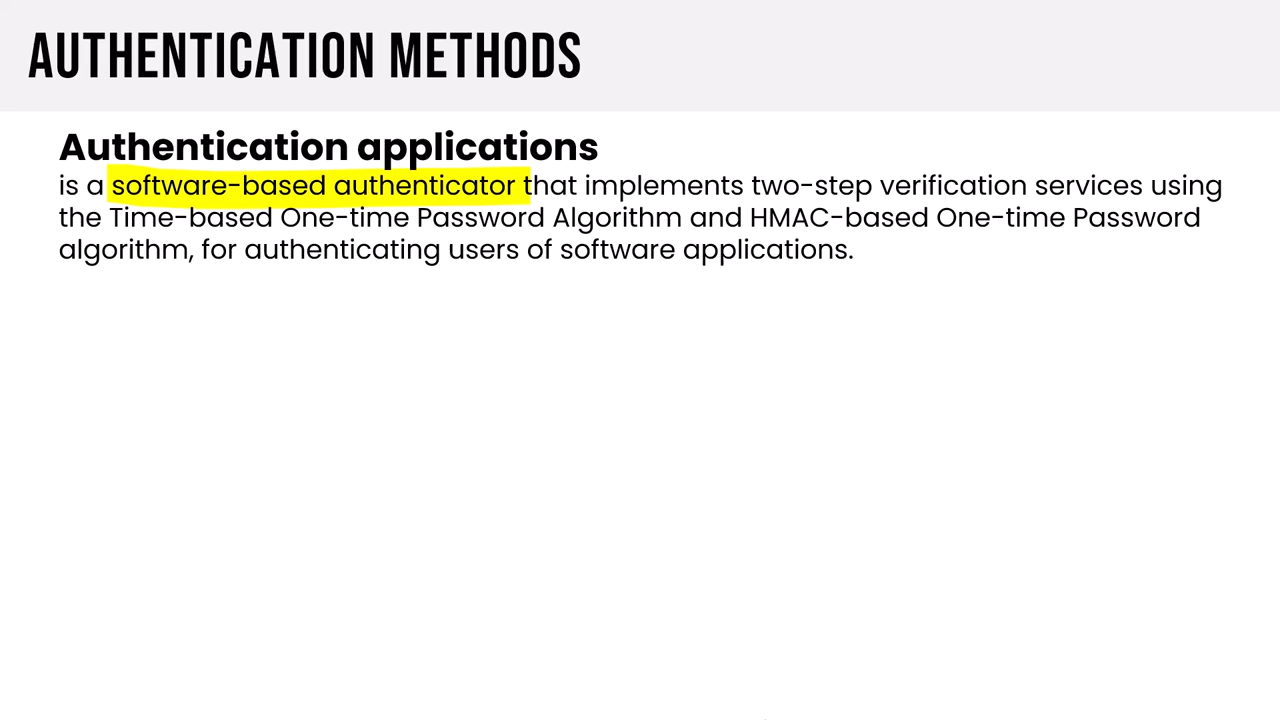 AUTHENTICATION METHODS
Authentication applications
is a software-based authenticator that implements two-step verification services using
the Time-based One-time Password Algorithm and HMAC-based One-time Password
algorithm, for authenticating users of software applications.